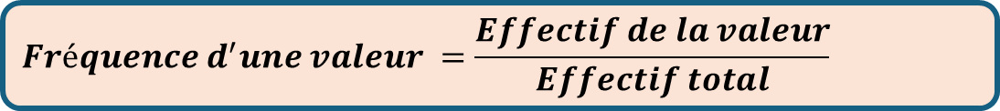 Fréquence d'une valeur = Effectif de la valeur / Effectif total